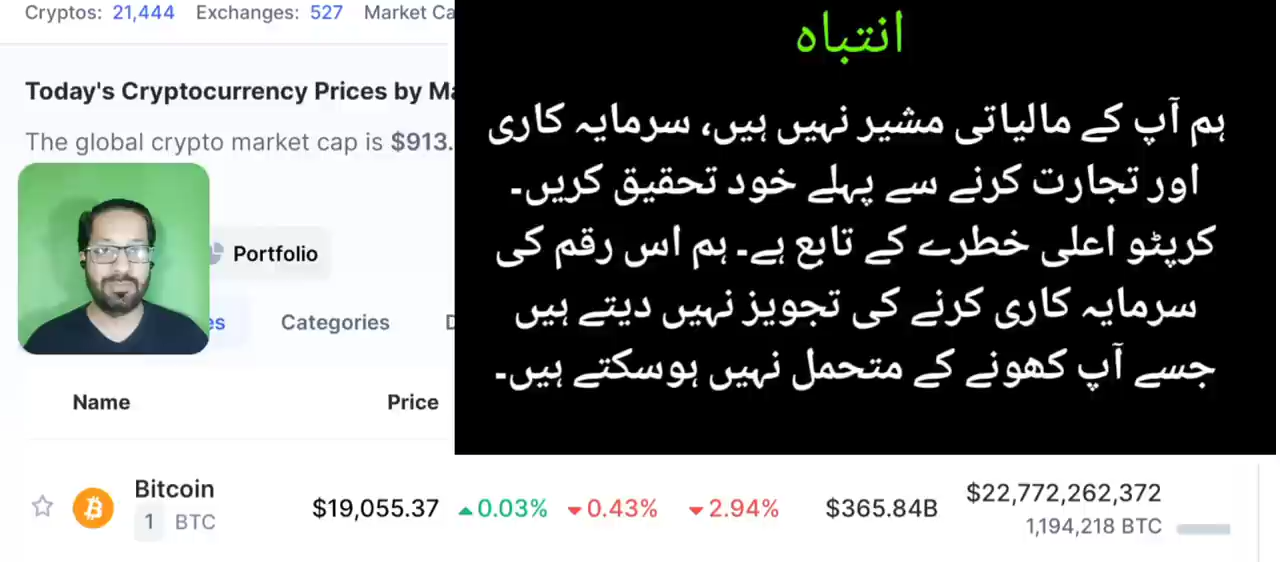 Cryptos: 21,444 Exchanges: 527 Market
Today's Cryptocurrency Prices by
The global crypto market cap is $913.
Portfolio
Categories
Name Price
انتباہ
ہم آپ کے مالیاتی مشیر نہیں ہیں، سرمایہ کاری
اور تجارت کرنے سے پہلے خود تحقیق کریں۔
کرپٹو اعلی خطرے کے تابع ہے۔ ہم اس رقم کی
سرمایہ کاری کرنے کی تجویز نہیں دیتے ہیں
جسے آپ کھونے کے متحمل نہیں ہوسکتے ہیں۔
Bitcoin
1 BTC
$19,055.37 0.03% 0.43% 2.94% $365.84B
$22,772,262,372
1,194,218 BTC